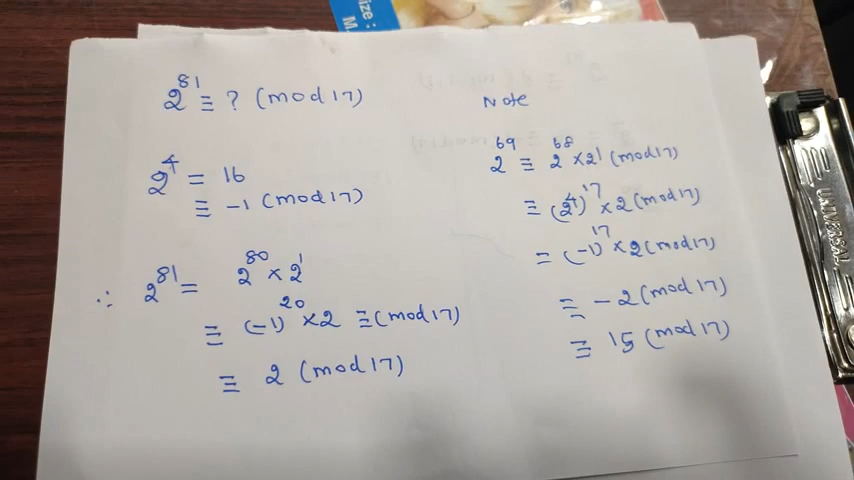 2^81 ≡ ? (mod 17)
2^4 = 16
≡ -1 (mod 17)
∴ 2^81 = 2^80 × 2^1
≡ (-1)^20 × 2 ≡ (mod 17)
≡ 2 (mod 17)
Note
2^69 ≡ 2^68 × 2^1 (mod 17)
≡ (2^4)^17 × 2 (mod 17)
≡ (-1)^17 × 2 (mod 17)
≡ -2 (mod 17)
≡ 15 (mod 17)
ize :
M
UNIVERSAL